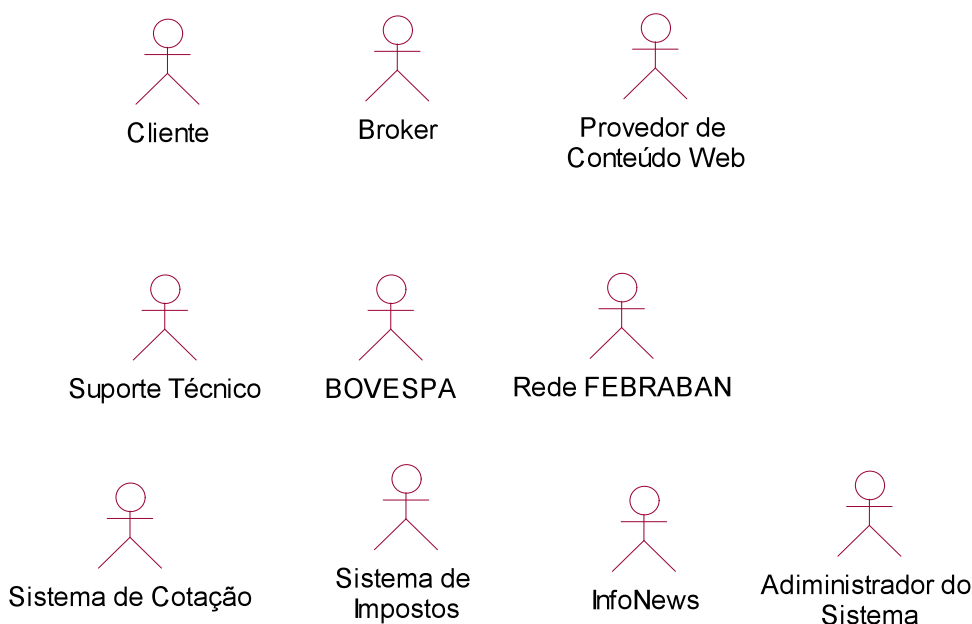 Cliente
Broker
Provedor de
Conteúdo Web
Suporte Técnico
BOVESPA
Rede FEBRABAN
Sistema de Cotação
Sistema de
Impostos
InfoNews
Adiministrador do
Sistema